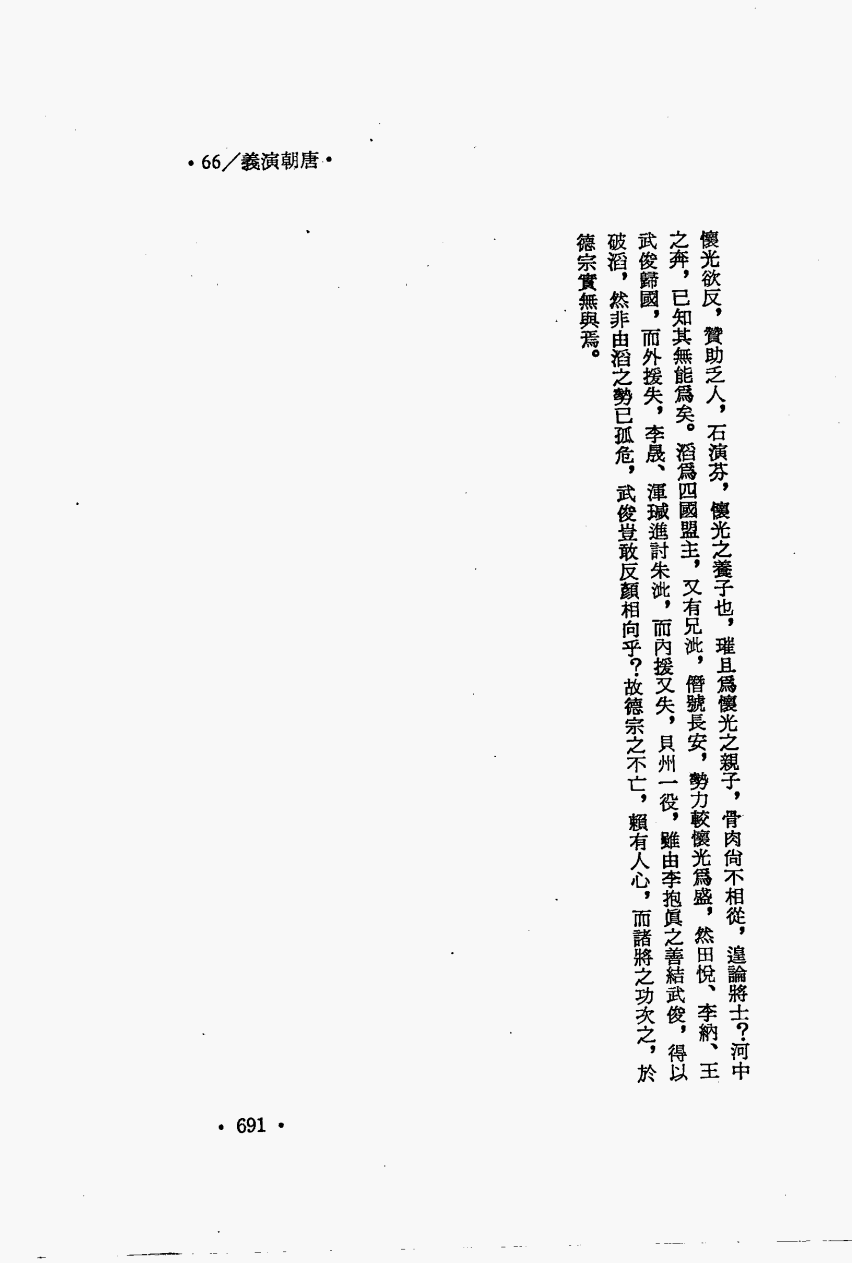 •66／義演朝唐•
懷光欲反，贊助乏人，石演芬，懷光之養子也，璀且爲懷光之親子，骨肉尙不相從，遑論將士？河中
之奔，已知其無能爲矣。滔爲四國盟主，又有兄泚，僭號長安，勢力較懷光爲盛，然田悅、李納、王
武俊歸國，而外援失，李晟、渾瑊進討朱泚，而內援又失，貝州一役，雖由李抱眞之善結武俊，得以
破滔，然非由滔之勢已孤危，武俊豈敢反顏相向乎？故德宗之不亡，賴有人心，而諸將之功次之，於
德宗實無與焉。
•691•